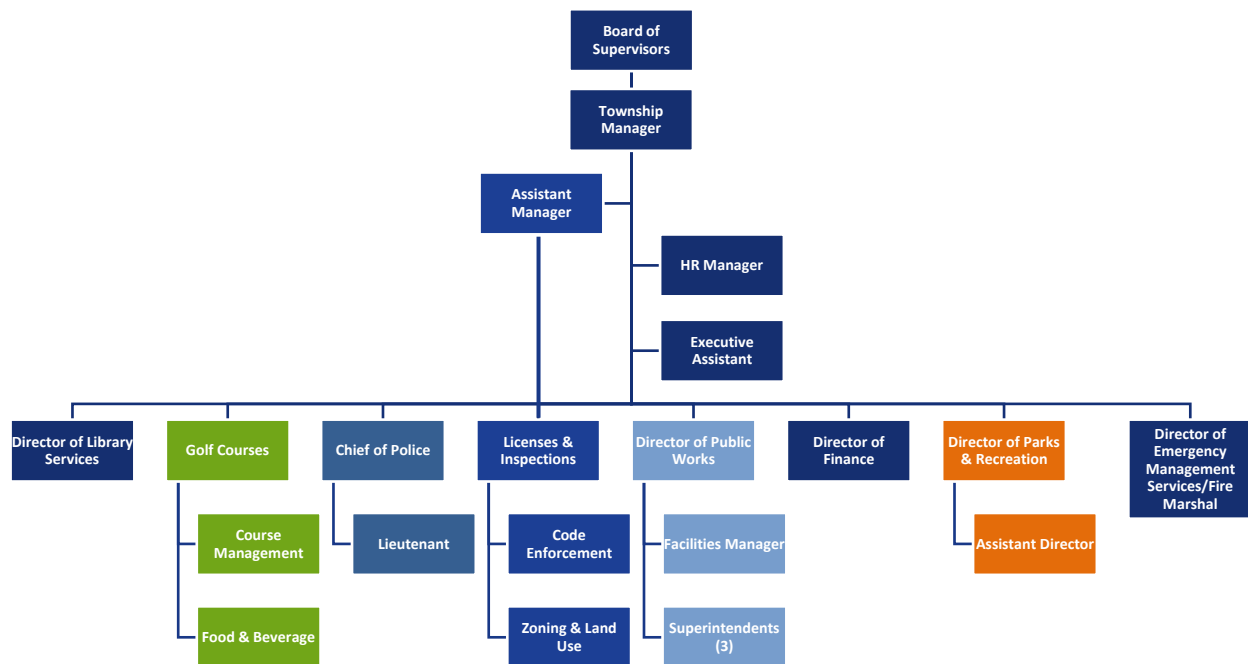 Board of
Supervisors
Township
Manager
Assistant
Manager
HR Manager
Executive
Assistant
Director of Library
Services
Golf Courses
Chief of Police
Licenses &
Inspections
Director of Public
Works
Director of
Finance
Director of Parks
& Recreation
Director of
Emergency
Management
Services/Fire
Marshal
Course
Management
Lieutenant
Code
Enforcement
Facilities Manager
Assistant Director
Food & Beverage
Zoning & Land
Use
Superintendents
(3)